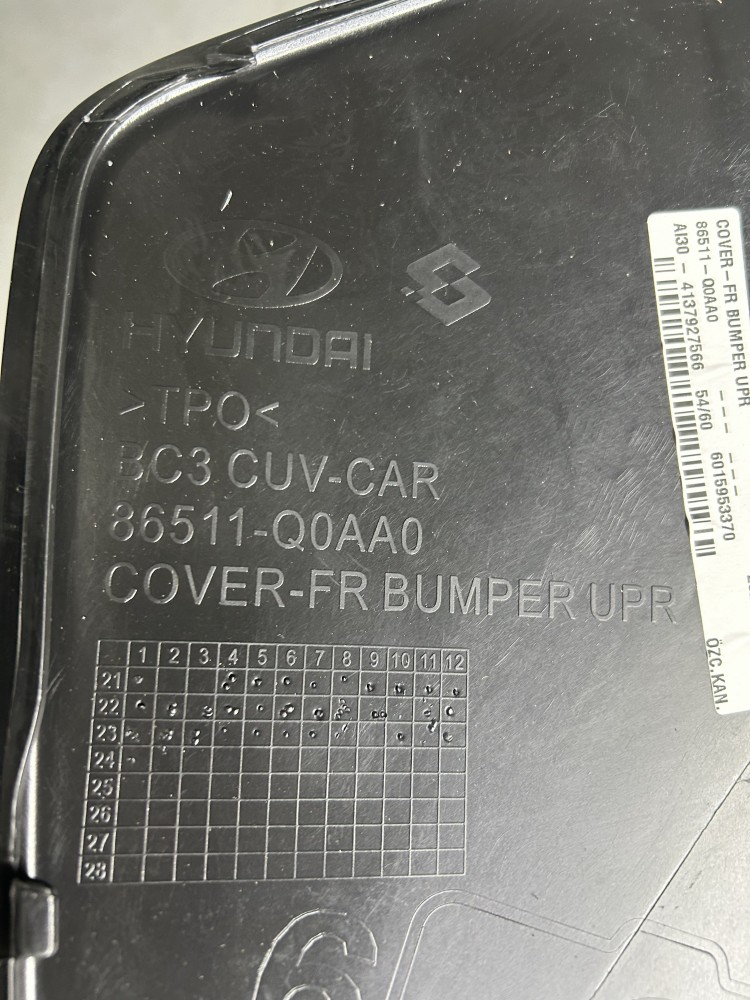 HYUNDAI
>TPO<
BC3 CUV-CAR
86511-Q0AA0
COVER-FR BUMPER UPR
1 2 3 4 5 6 7 8 9 10 11 12
21
22
23
24
25
26
27
28
COVER-FR BUMPER UPR
86511-Q0AA0 - - - - - -
AI30 - 4137927566 54/60 6015953370
ÖZC.KAN.